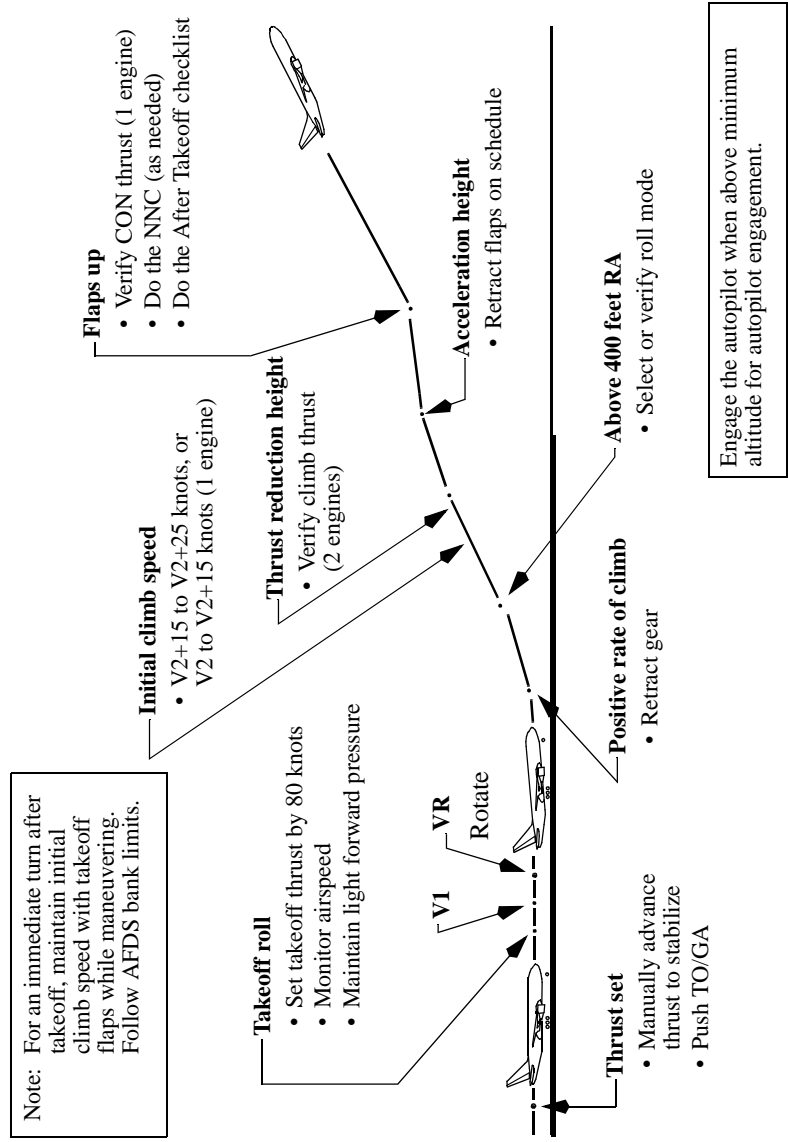 Note: For an immediate turn after
takeoff, maintain initial
climb speed with takeoff
flaps while maneuvering.
Follow AFDS bank limits.
Takeoff roll
• Set takeoff thrust by 80 knots
• Monitor airspeed
• Maintain light forward pressure
V1
VR
Rotate
Thrust set
• Manually advance
thrust to stabilize
• Push TO/GA
Initial climb speed
• V2+15 to V2+25 knots, or
V2 to V2+15 knots (1 engine)
Thrust reduction height
• Verify climb thrust
(2 engines)
Positive rate of climb
• Retract gear
Above 400 feet RA
• Select or verify roll mode
Flaps up
• Verify CON thrust (1 engine)
• Do the NNC (as needed)
• Do the After Takeoff checklist
Acceleration height
• Retract flaps on schedule
Engage the autopilot when above minimum
altitude for autopilot engagement.